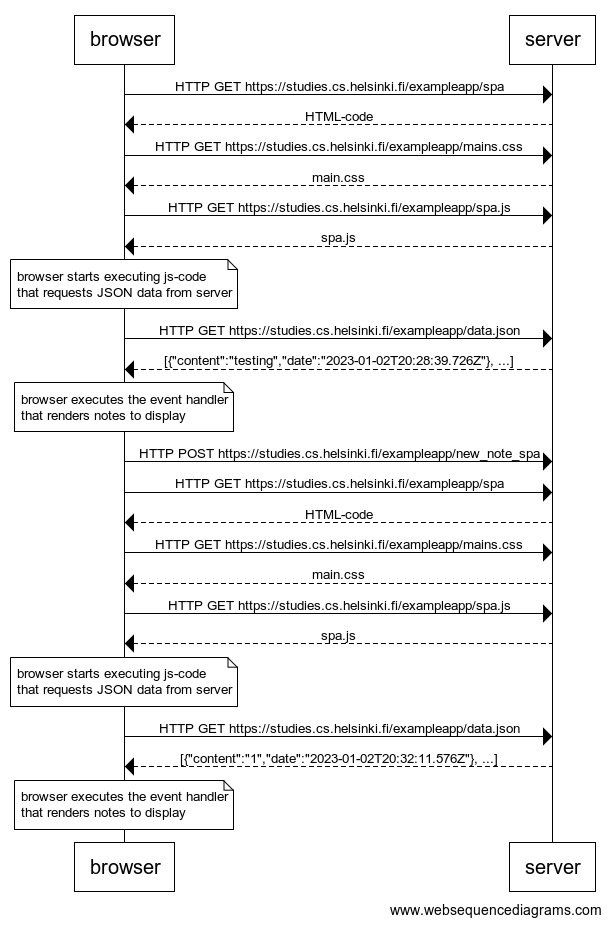 browser
server
HTTP GET https://studies.cs.helsinki.fi/exampleapp/spa
HTML-code
HTTP GET https://studies.cs.helsinki.fi/exampleapp/mains.css
main.css
HTTP GET https://studies.cs.helsinki.fi/exampleapp/spa.js
spa.js
browser starts executing js-code
that requests JSON data from server
HTTP GET https://studies.cs.helsinki.fi/exampleapp/data.json
[{"content":"testing","date":"2023-01-02T20:28:39.726Z"}, ...]
browser executes the event handler
that renders notes to display
HTTP POST https://studies.cs.helsinki.fi/exampleapp/new_note_spa
HTTP GET https://studies.cs.helsinki.fi/exampleapp/spa
HTML-code
HTTP GET https://studies.cs.helsinki.fi/exampleapp/mains.css
main.css
HTTP GET https://studies.cs.helsinki.fi/exampleapp/spa.js
spa.js
browser starts executing js-code
that requests JSON data from server
HTTP GET https://studies.cs.helsinki.fi/exampleapp/data.json
[{"content":"1","date":"2023-01-02T20:32:11.576Z"}, ...]
browser executes the event handler
that renders notes to display
browser
server
www.websequencediagrams.com